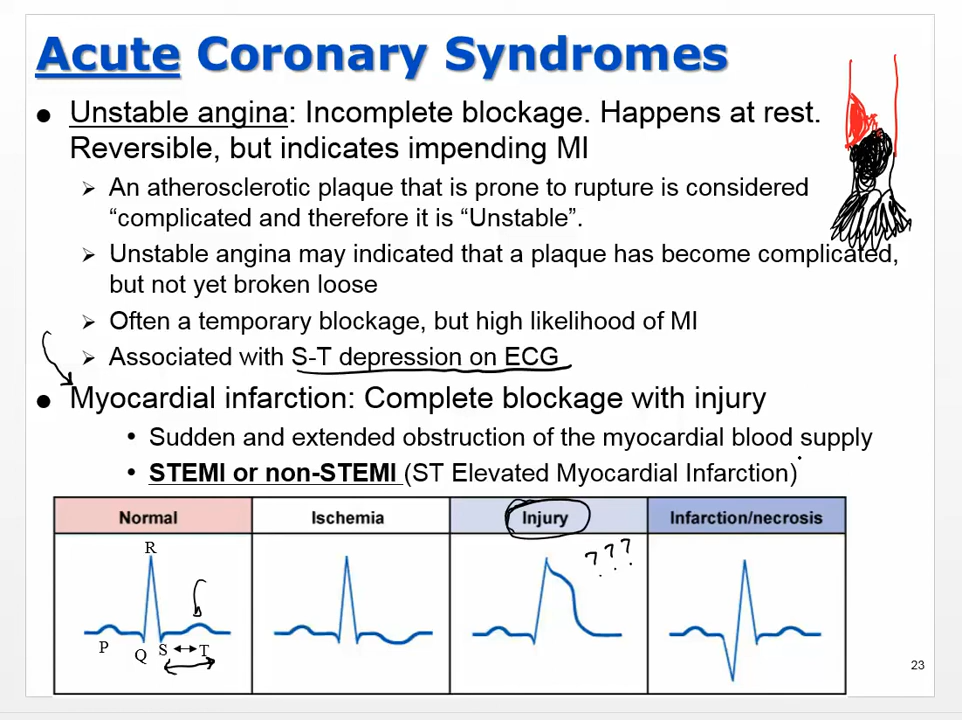 Acute Coronary Syndromes
● Unstable angina: Incomplete blockage. Happens at rest.
Reversible, but indicates impending MI
➢ An atherosclerotic plaque that is prone to rupture is considered
“complicated and therefore it is “Unstable”.
➢ Unstable angina may indicated that a plaque has become complicated,
but not yet broken loose
➢ Often a temporary blockage, but high likelihood of MI
➢ Associated with S-T depression on ECG
● Myocardial infarction: Complete blockage with injury
• Sudden and extended obstruction of the myocardial blood supply
• STEMI or non-STEMI (ST Elevated Myocardial Infarction)
Normal Ischemia Injury Infarction/necrosis
R
???
P Q S T
23